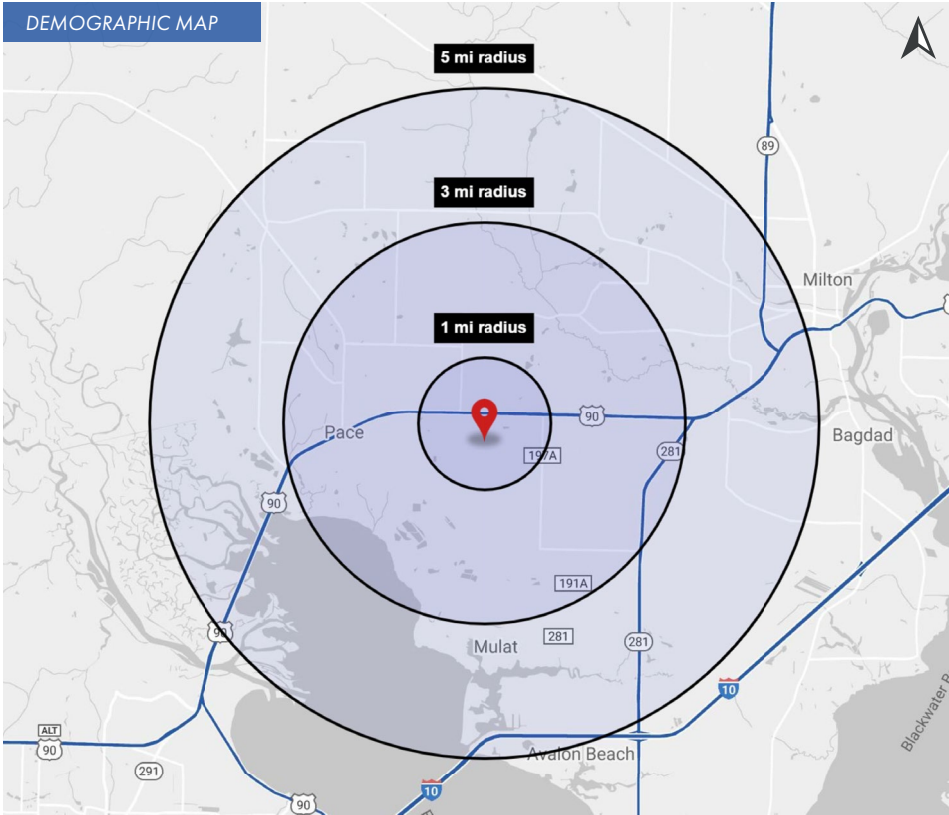 DEMOGRAPHIC MAP
5 mi radius
89
3 mi radius
Milton
1 mi radius
90
Pace
Bagdad
197A
281
90
191A
90
281
281
Mulat
10
Blackwater
ALT
90
Avalon Beach
291
10
90